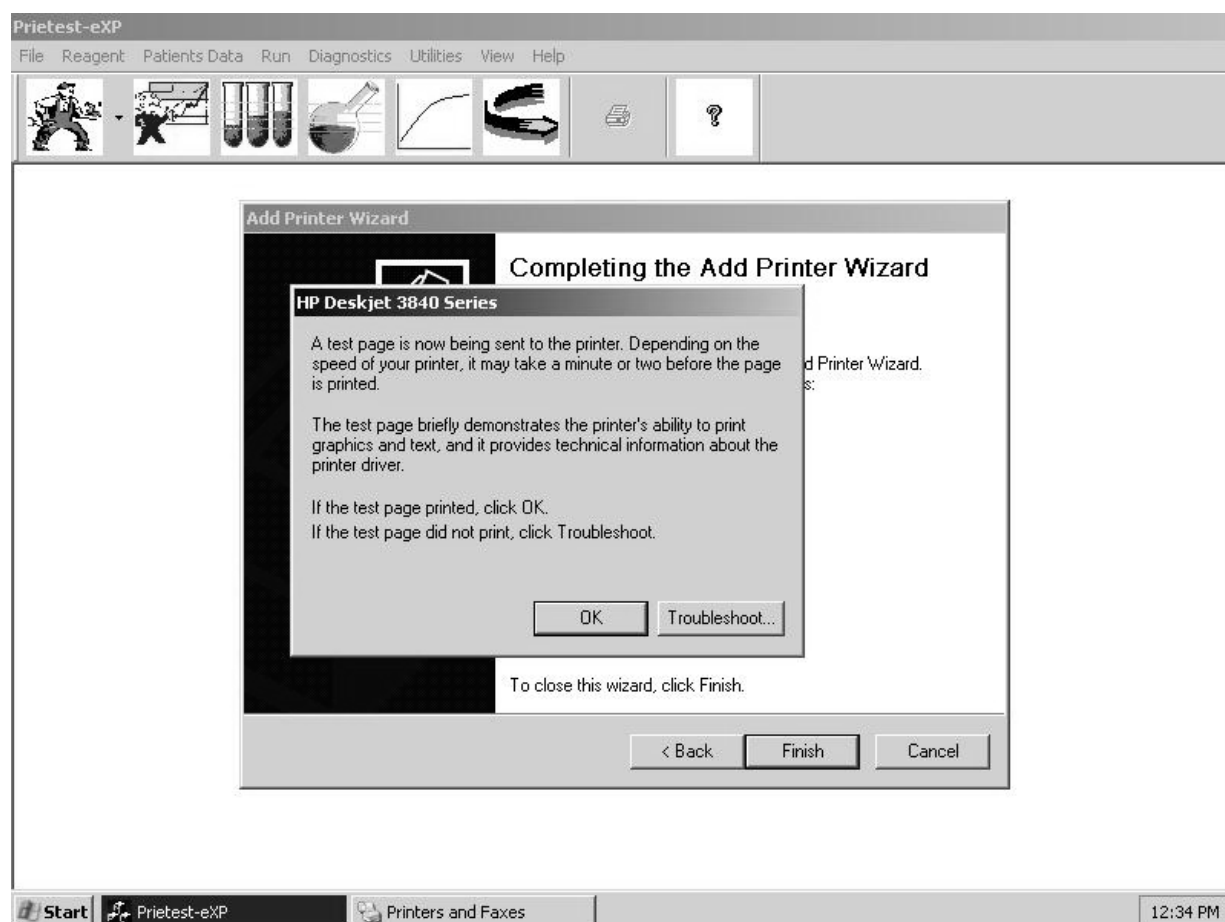 Prietest-eXP
File Reagent Patients Data Run Diagnostics Utilities View Help
?
Add Printer Wizard
Completing the Add Printer Wizard
d Printer Wizard.
s:
HP Deskjet 3840 Series
A test page is now being sent to the printer. Depending on the
speed of your printer, it may take a minute or two before the page
is printed.
The test page briefly demonstrates the printer's ability to print
graphics and text, and it provides technical information about the
printer driver.
If the test page printed, click OK.
If the test page did not print, click Troubleshoot.
OK Troubleshoot...
To close this wizard, click Finish.
< Back Finish Cancel
Start Prietest-eXP Printers and Faxes 12:34 PM